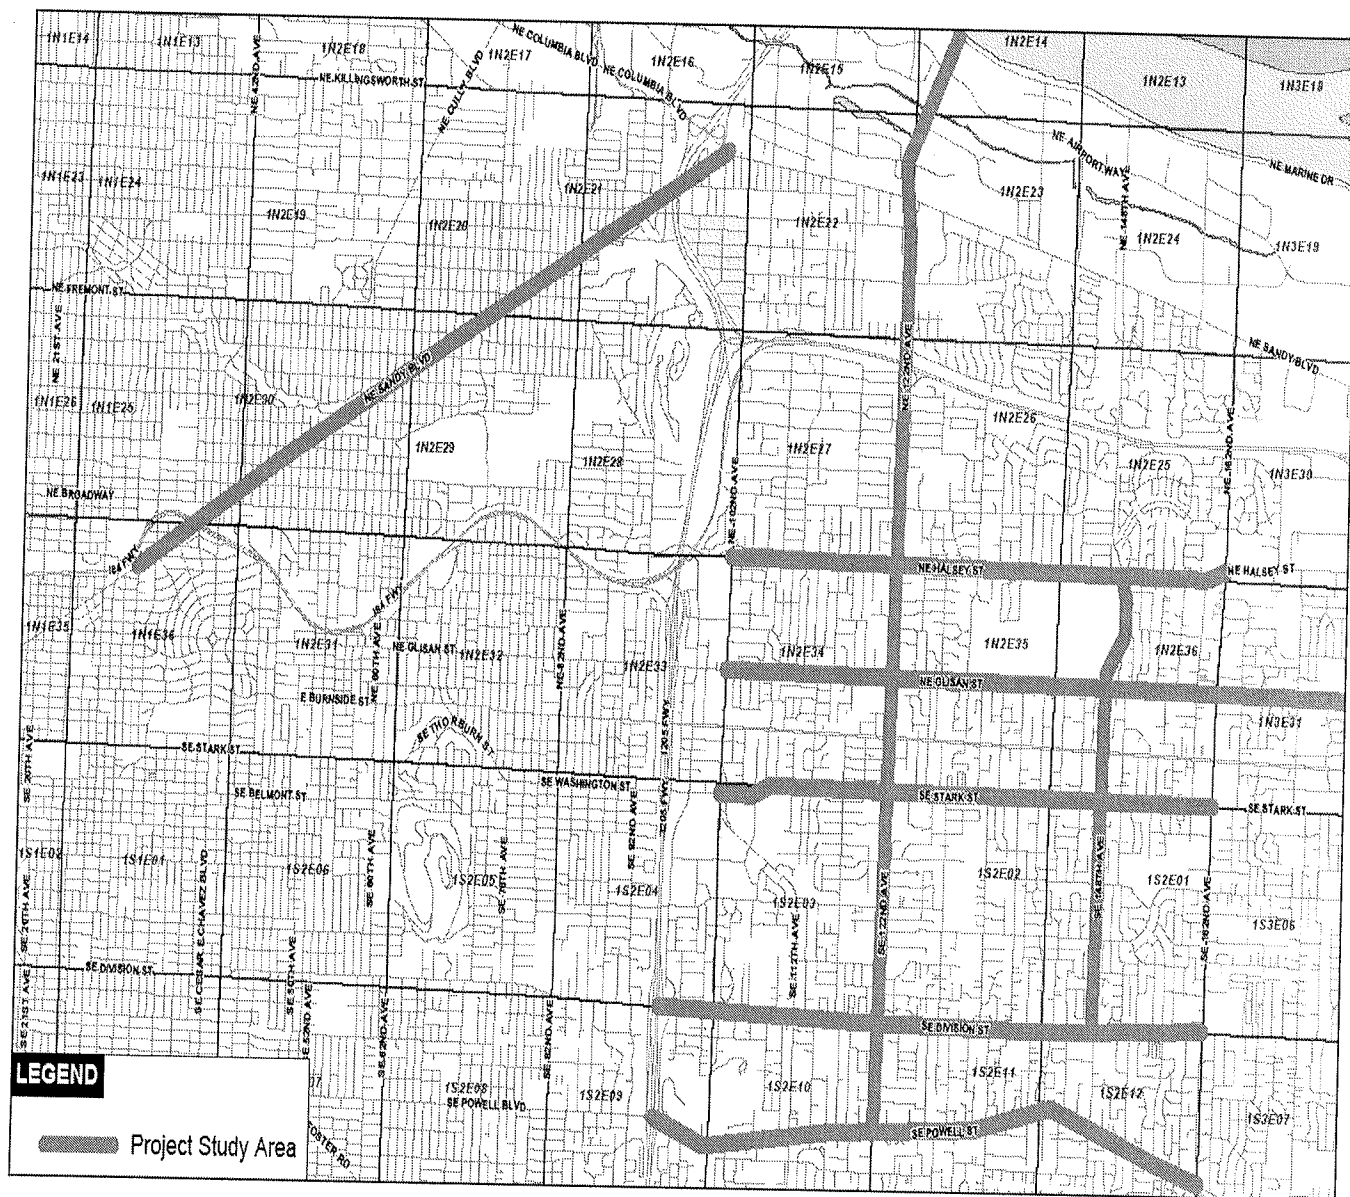 1N1E14
1N1E13
NE 42ND AVE
1N2E18
NE CULLY BLVD
1N2E17
NE COLUMBIA BLVD
NE COLUMBIA BLVD
1N2E16
1N2E15
1N2E14
1N2E13
1N3E18
NE KILLINGSWORTH ST
NE AIRPORT WAY
NE MARINE DR
1N1E23
1N1E24
1N2E19
1N2E20
1N2E21
1N2E22
1N2E23
NE 148TH AVE
1N2E24
1N3E19
NE FREMONT ST
NE 21ST AVE
NE SANDY BLVD
NE 122ND AVE
NE SANDY BLVD
1N1E26
1N1E25
1N2E30
1N2E29
1N2E28
1N2E27
1N2E26
1N2E25
NE 162ND AVE
1N3E30
NE BROADWAY
NE 102ND AVE
I84 FWY
I84 FWY
NE HALSEY ST
NE HALSEY ST
1N1E35
1N1E36
1N2E31
NE 60TH AVE
NE GLISAN ST
1N2E32
NE 82ND AVE
1N2E33
1N2E34
1N2E35
1N2E36
E BURNSIDE ST
NE GLISAN ST
1N3E31
SE 20TH AVE
SE STARK ST
SE THORBURN ST
I205 FWY
SE BELMONT ST
SE WASHINGTON ST
I205 FWY
SE STARK ST
SE STARK ST
SE 92ND AVE
1S1E02
1S1E01
SE CESAR E CHAVEZ BLVD
1S2E06
SE 60TH AVE
1S2E05
SE 76TH AVE
1S2E04
1S2E03
SE 112TH AVE
SE 122ND AVE
1S2E02
SE 148TH AVE
1S2E01
SE 162ND AVE
1S3E06
SE 20TH AVE
SE DIVISION ST
SE 50TH AVE
SE 21ST AVE
SE 52ND AVE
SE 62ND AVE
SE 82ND AVE
SE DIVISION ST
LEGEND
07
1S2E08
SE POWELL BLVD
1S2E09
1S2E10
1S2E11
1S2E12
1S3E07
SE POWELL ST
FOSTER RD
Project Study Area